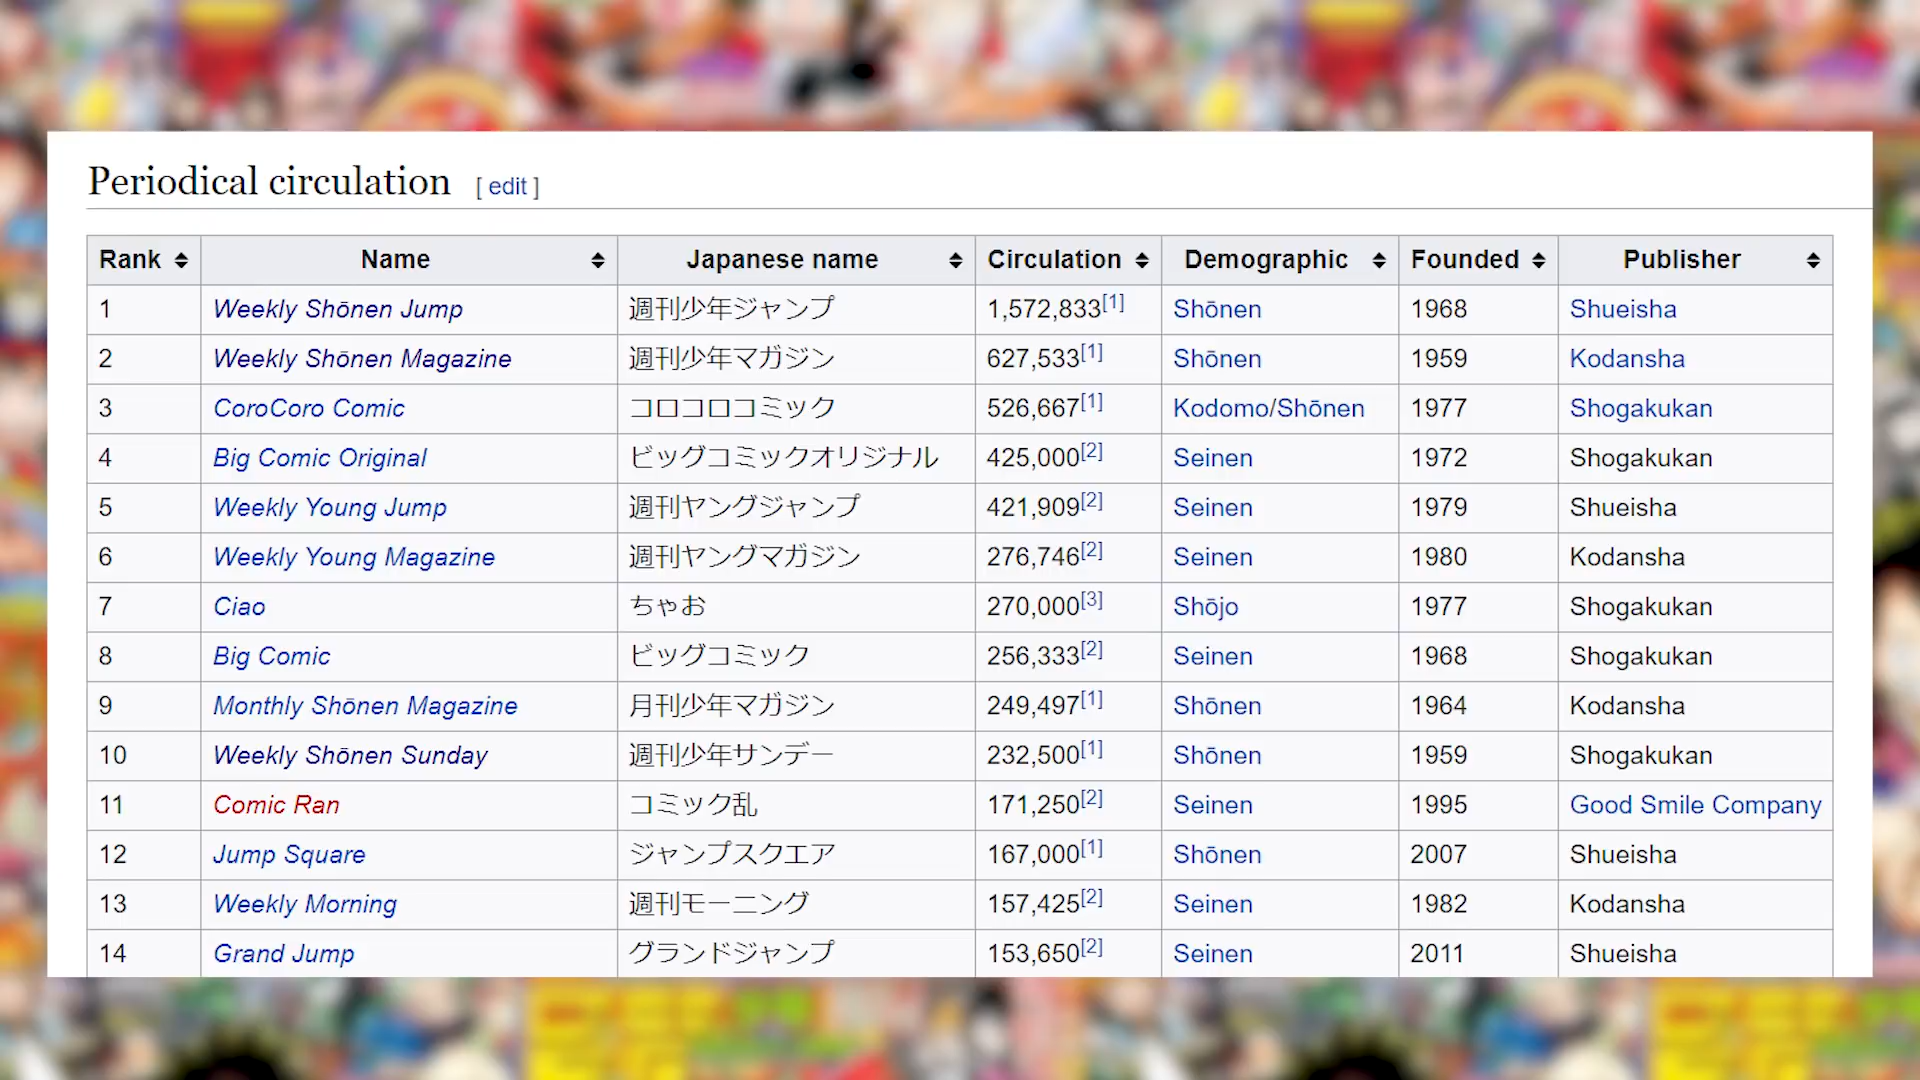 Periodical circulation [ edit ]
Rank Name Japanese name Circulation Demographic Founded Publisher
1 Weekly Shōnen Jump 週刊少年ジャンプ 1,572,833[1] Shōnen 1968 Shueisha
2 Weekly Shōnen Magazine 週刊少年マガジン 627,533[1] Shōnen 1959 Kodansha
3 CoroCoro Comic コロコロコミック 526,667[1] Kodomo/Shōnen 1977 Shogakukan
4 Big Comic Original ビッグコミックオリジナル 425,000[2] Seinen 1972 Shogakukan
5 Weekly Young Jump 週刊ヤングジャンプ 421,909[2] Seinen 1979 Shueisha
6 Weekly Young Magazine 週刊ヤングマガジン 276,746[2] Seinen 1980 Kodansha
7 Ciao ちゃお 270,000[3] Shōjo 1977 Shogakukan
8 Big Comic ビッグコミック 256,333[2] Seinen 1968 Shogakukan
9 Monthly Shōnen Magazine 月刊少年マガジン 249,497[1] Shōnen 1964 Kodansha
10 Weekly Shōnen Sunday 週刊少年サンデー 232,500[1] Shōnen 1959 Shogakukan
11 Comic Ran コミック乱 171,250[2] Seinen 1995 Good Smile Company
12 Jump Square ジャンプスクエア 167,000[1] Shōnen 2007 Shueisha
13 Weekly Morning 週刊モーニング 157,425[2] Seinen 1982 Kodansha
14 Grand Jump グランドジャンプ 153,650[2] Seinen 2011 Shueisha